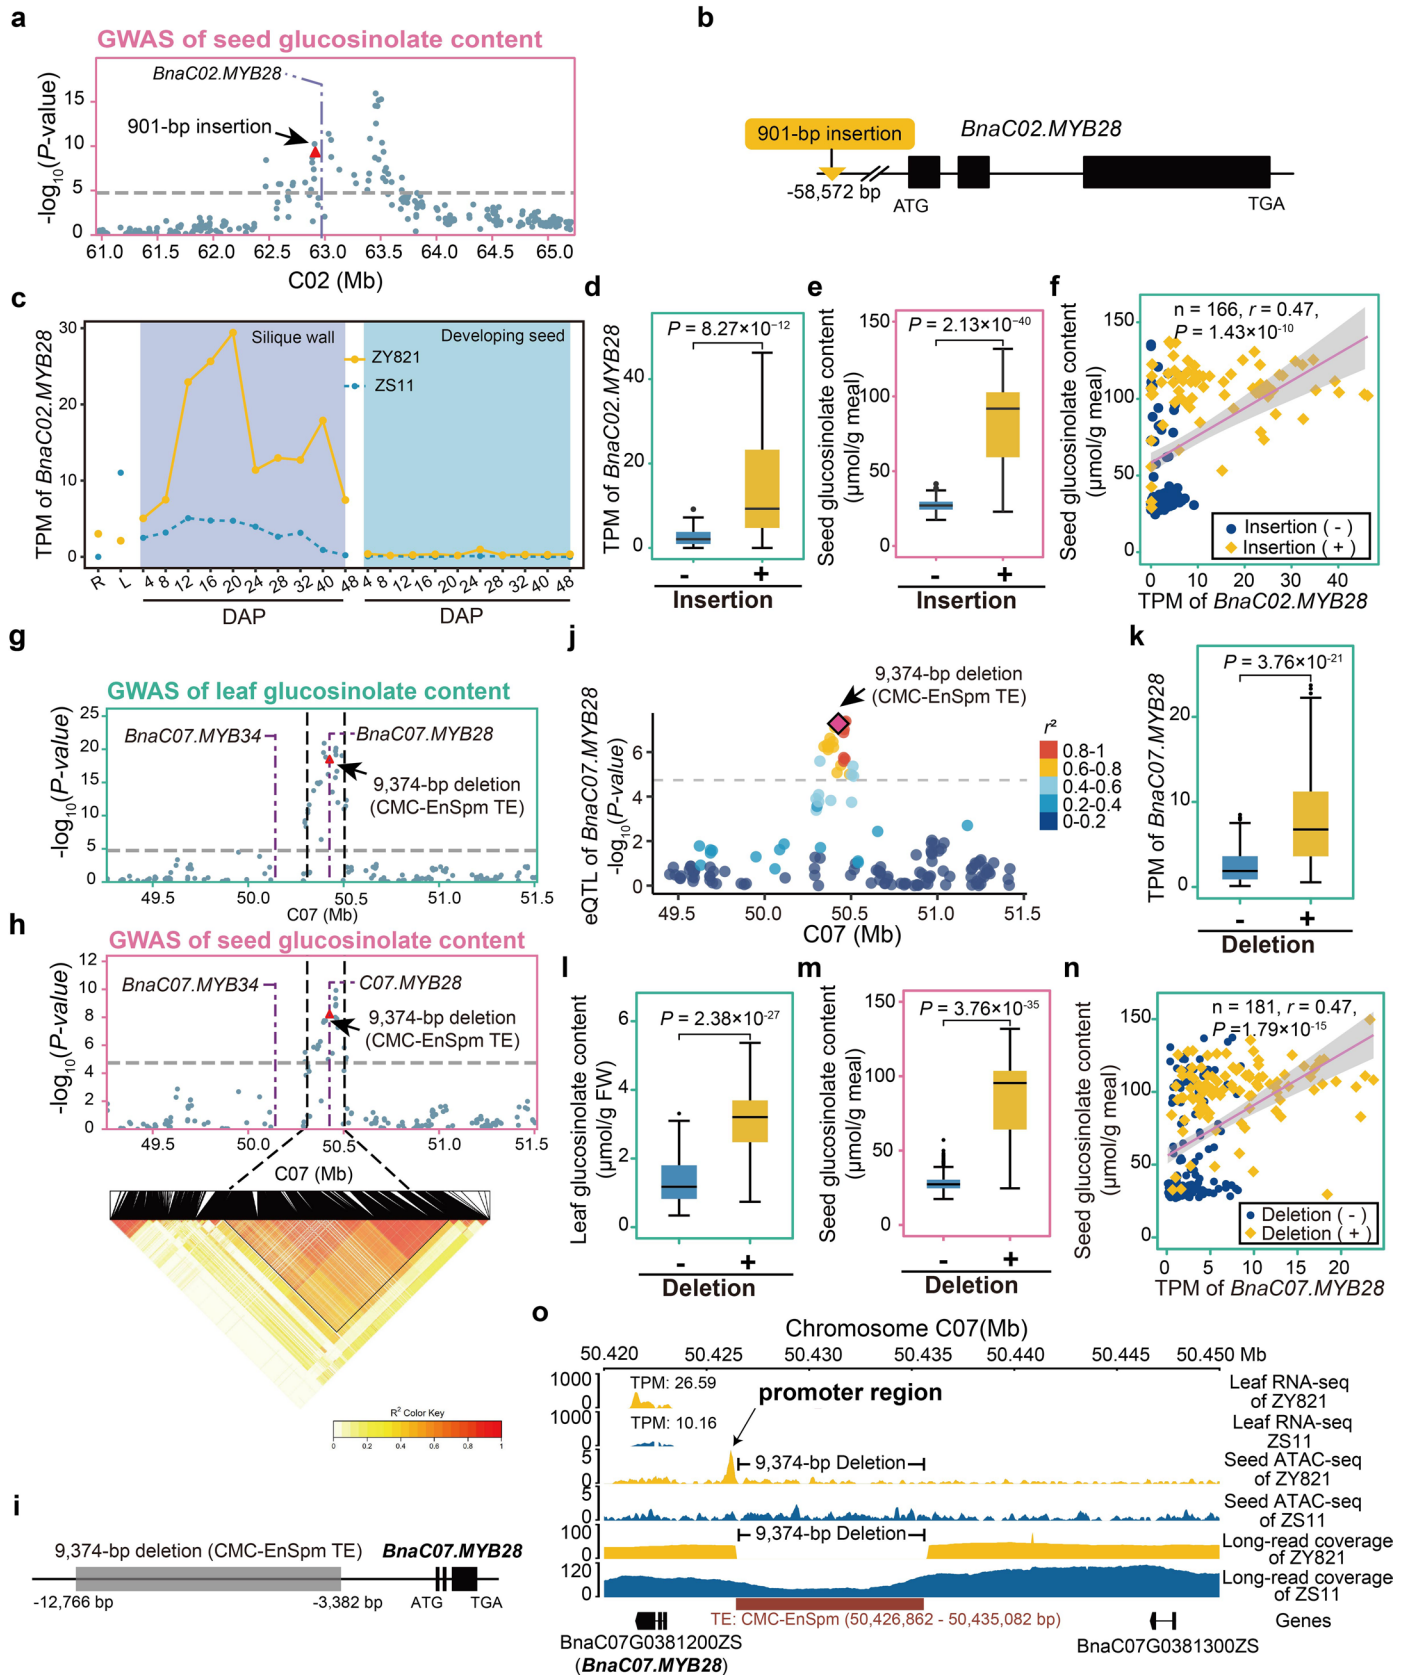 a
GWAS of seed glucosinolate content
BnaC02.MYB28
901-bp insertion
-log10(P-value)
15
10
5
0
61.0 61.5 62.0 62.5 63.0 63.5 64.0 64.5 65.0
C02 (Mb)
b
901-bp insertion
BnaC02.MYB28
-58,572 bp
ATG
TGA
c
TPM of BnaC02.MYB28
30
20
10
0
Silique wall
Developing seed
ZY821
ZS11
R L 4 8 12 16 20 24 28 32 40 48 4 8 12 16 20 24 28 32 40 48
DAP DAP
d
TPM of BnaC02.MYB28
P = 8.27×10−12
40
20
0
- +
Insertion
e
Seed glucosinolate content
(μmol/g meal)
P = 2.13×10−40
150
100
50
0
- +
Insertion
f
Seed glucosinolate content
(μmol/g meal)
n = 166, r = 0.47,
P = 1.43×10-10
150
100
50
0
Insertion ( - )
Insertion ( + )
0 10 20 30 40
TPM of BnaC02.MYB28
g
GWAS of leaf glucosinolate content
-log10(P-value)
25
20
15
10
5
0
BnaC07.MYB34
BnaC07.MYB28
9,374-bp deletion
(CMC-EnSpm TE)
49.5 50.0 50.5 51.0 51.5
C07 (Mb)
h
GWAS of seed glucosinolate content
-log10(P-value)
12
10
8
6
4
2
0
BnaC07.MYB34
C07.MYB28
9,374-bp deletion
(CMC-EnSpm TE)
49.5 50.0 50.5 51.0 51.5
C07 (Mb)
R2 Color Key
0 0.2 0.4 0.6 0.8 1
i
9,374-bp deletion (CMC-EnSpm TE)
BnaC07.MYB28
-12,766 bp
-3,382 bp
ATG
TGA
j
eQTL of BnaC07.MYB28
-log10(P-value)
9,374-bp deletion
(CMC-EnSpm TE)
6
4
2
0
r2
0.8-1
0.6-0.8
0.4-0.6
0.2-0.4
0-0.2
49.5 50.0 50.5 51.0 51.5
C07 (Mb)
k
TPM of BnaC07.MYB28
P = 3.76×10-21
20
10
0
- +
Deletion
l
Leaf glucosinolate content
(μmol/g FW)
P = 2.38×10-27
6
4
2
0
- +
Deletion
m
Seed glucosinolate content
(μmol/g meal)
P = 3.76×10-35
150
100
50
0
- +
Deletion
n
Seed glucosinolate content
(μmol/g meal)
n = 181, r = 0.47,
P =1.79×10-15
150
100
50
0
Deletion ( - )
Deletion ( + )
0 5 10 15 20
TPM of BnaC07.MYB28
o
Chromosome C07(Mb)
50.420 50.425 50.430 50.435 50.440 50.445 50.450 Mb
1000
0
TPM: 26.59
promoter region
Leaf RNA-seq
of ZY821
1000
0
TPM: 10.16
Leaf RNA-seq
ZS11
5
0
9,374-bp Deletion
Seed ATAC-seq
of ZY821
5
0
Seed ATAC-seq
of ZS11
100
0
9,374-bp Deletion
Long-read coverage
of ZY821
120
0
Long-read coverage
of ZS11
TE: CMC-EnSpm (50,426,862 - 50,435,082 bp)
Genes
BnaC07G0381200ZS
(BnaC07.MYB28)
BnaC07G0381300ZS